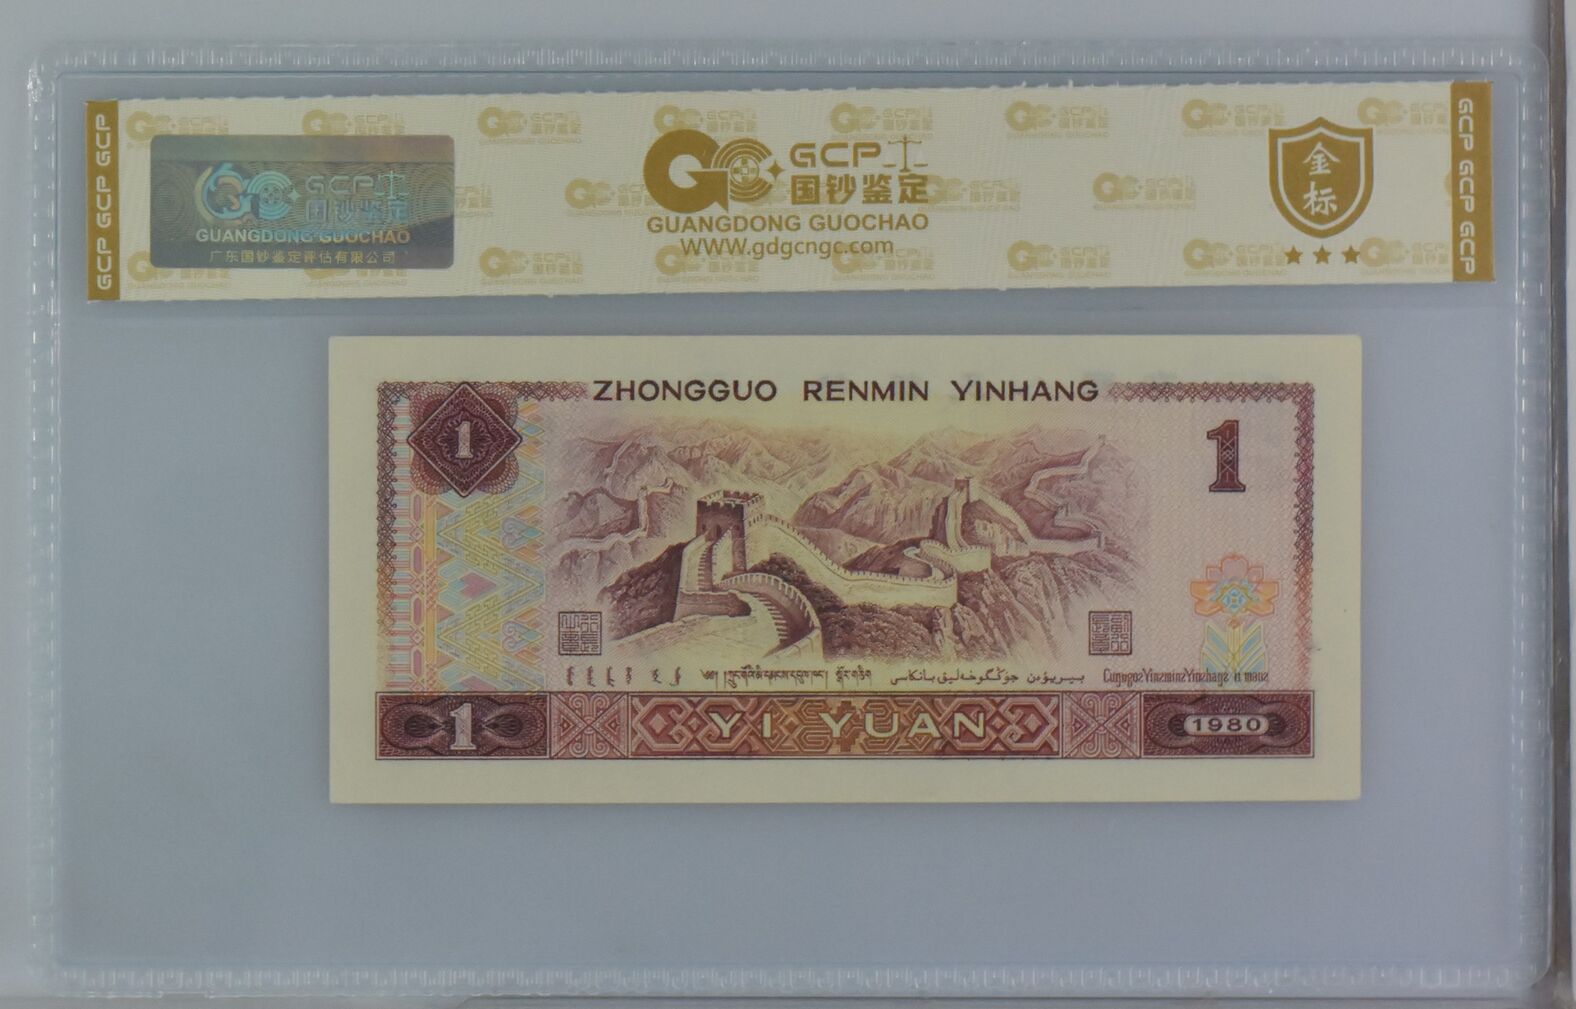 GCP GCP GCP
GCP
国钞鉴定
GUANGDONG GUOCHAO
广东国钞鉴定评估有限公司
GCP
国钞鉴定
GUANGDONG GUOCHAO
WWW.gdgcngc.com
金
标
GCP GCP GCP
ZHONGGUO RENMIN YINHANG
1
1
1
YI YUAN
1980